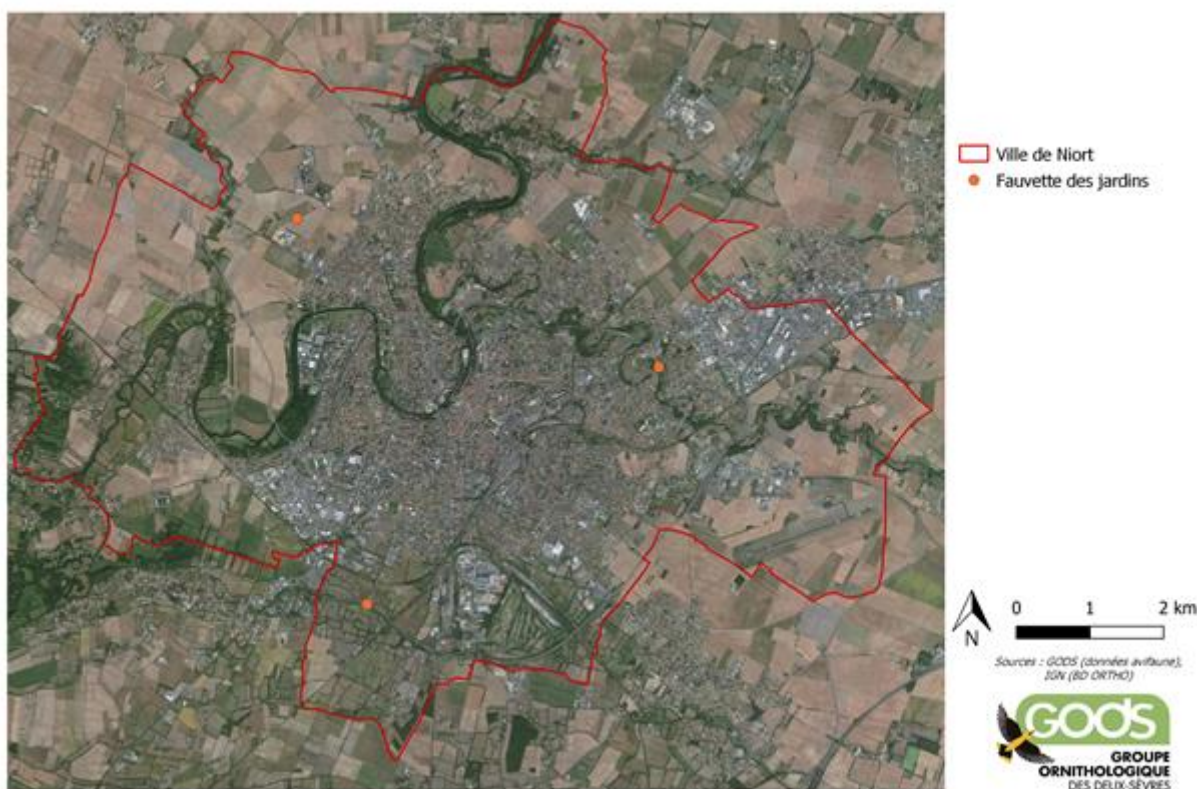 Ville de Niort
Fauvette des jardins
0 1 2 km
N
Sources : GODS (données avifaune),
IGN (BD ORTHO)
GODS
GROUPE
ORNITHOLOGIQUE
DES DEUX-SÈVRES